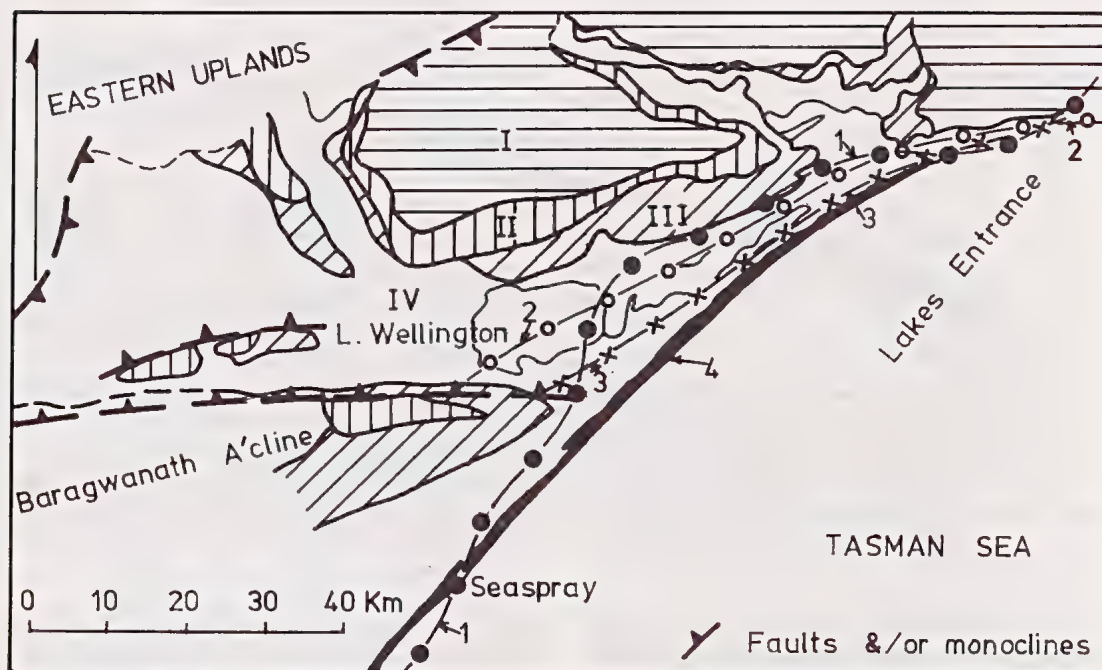 EASTERN UPLANDS
I
II
III
IV
1
2
3
L. Wellington
2
3
4
Lakes Entrance
Baragwanath A'cline
TASMAN SEA
Seaspray
0 10 20 30 40 Km
1
Faults &/or monoclines